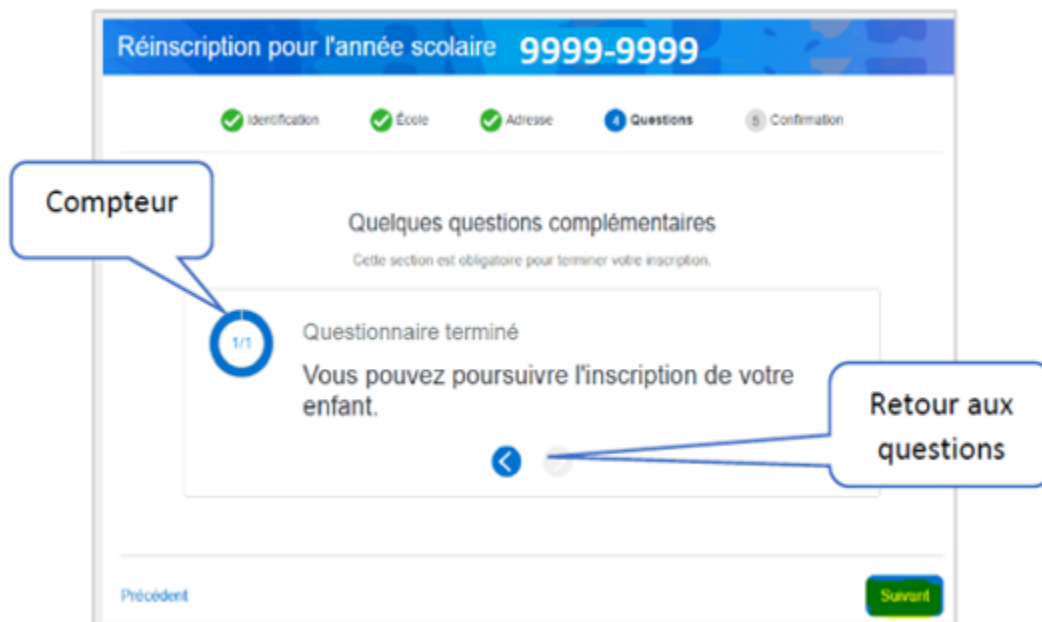 Réinscription pour l'année scolaire 9999-9999
Identification École Adresse 4 Questions 5 Confirmation
Compteur
Quelques questions complémentaires
Cette section est obligatoire pour terminer votre inscription.
1/1
Questionnaire terminé
Vous pouvez poursuivre l'inscription de votre
enfant.
Retour aux
questions
Précédent Suivant